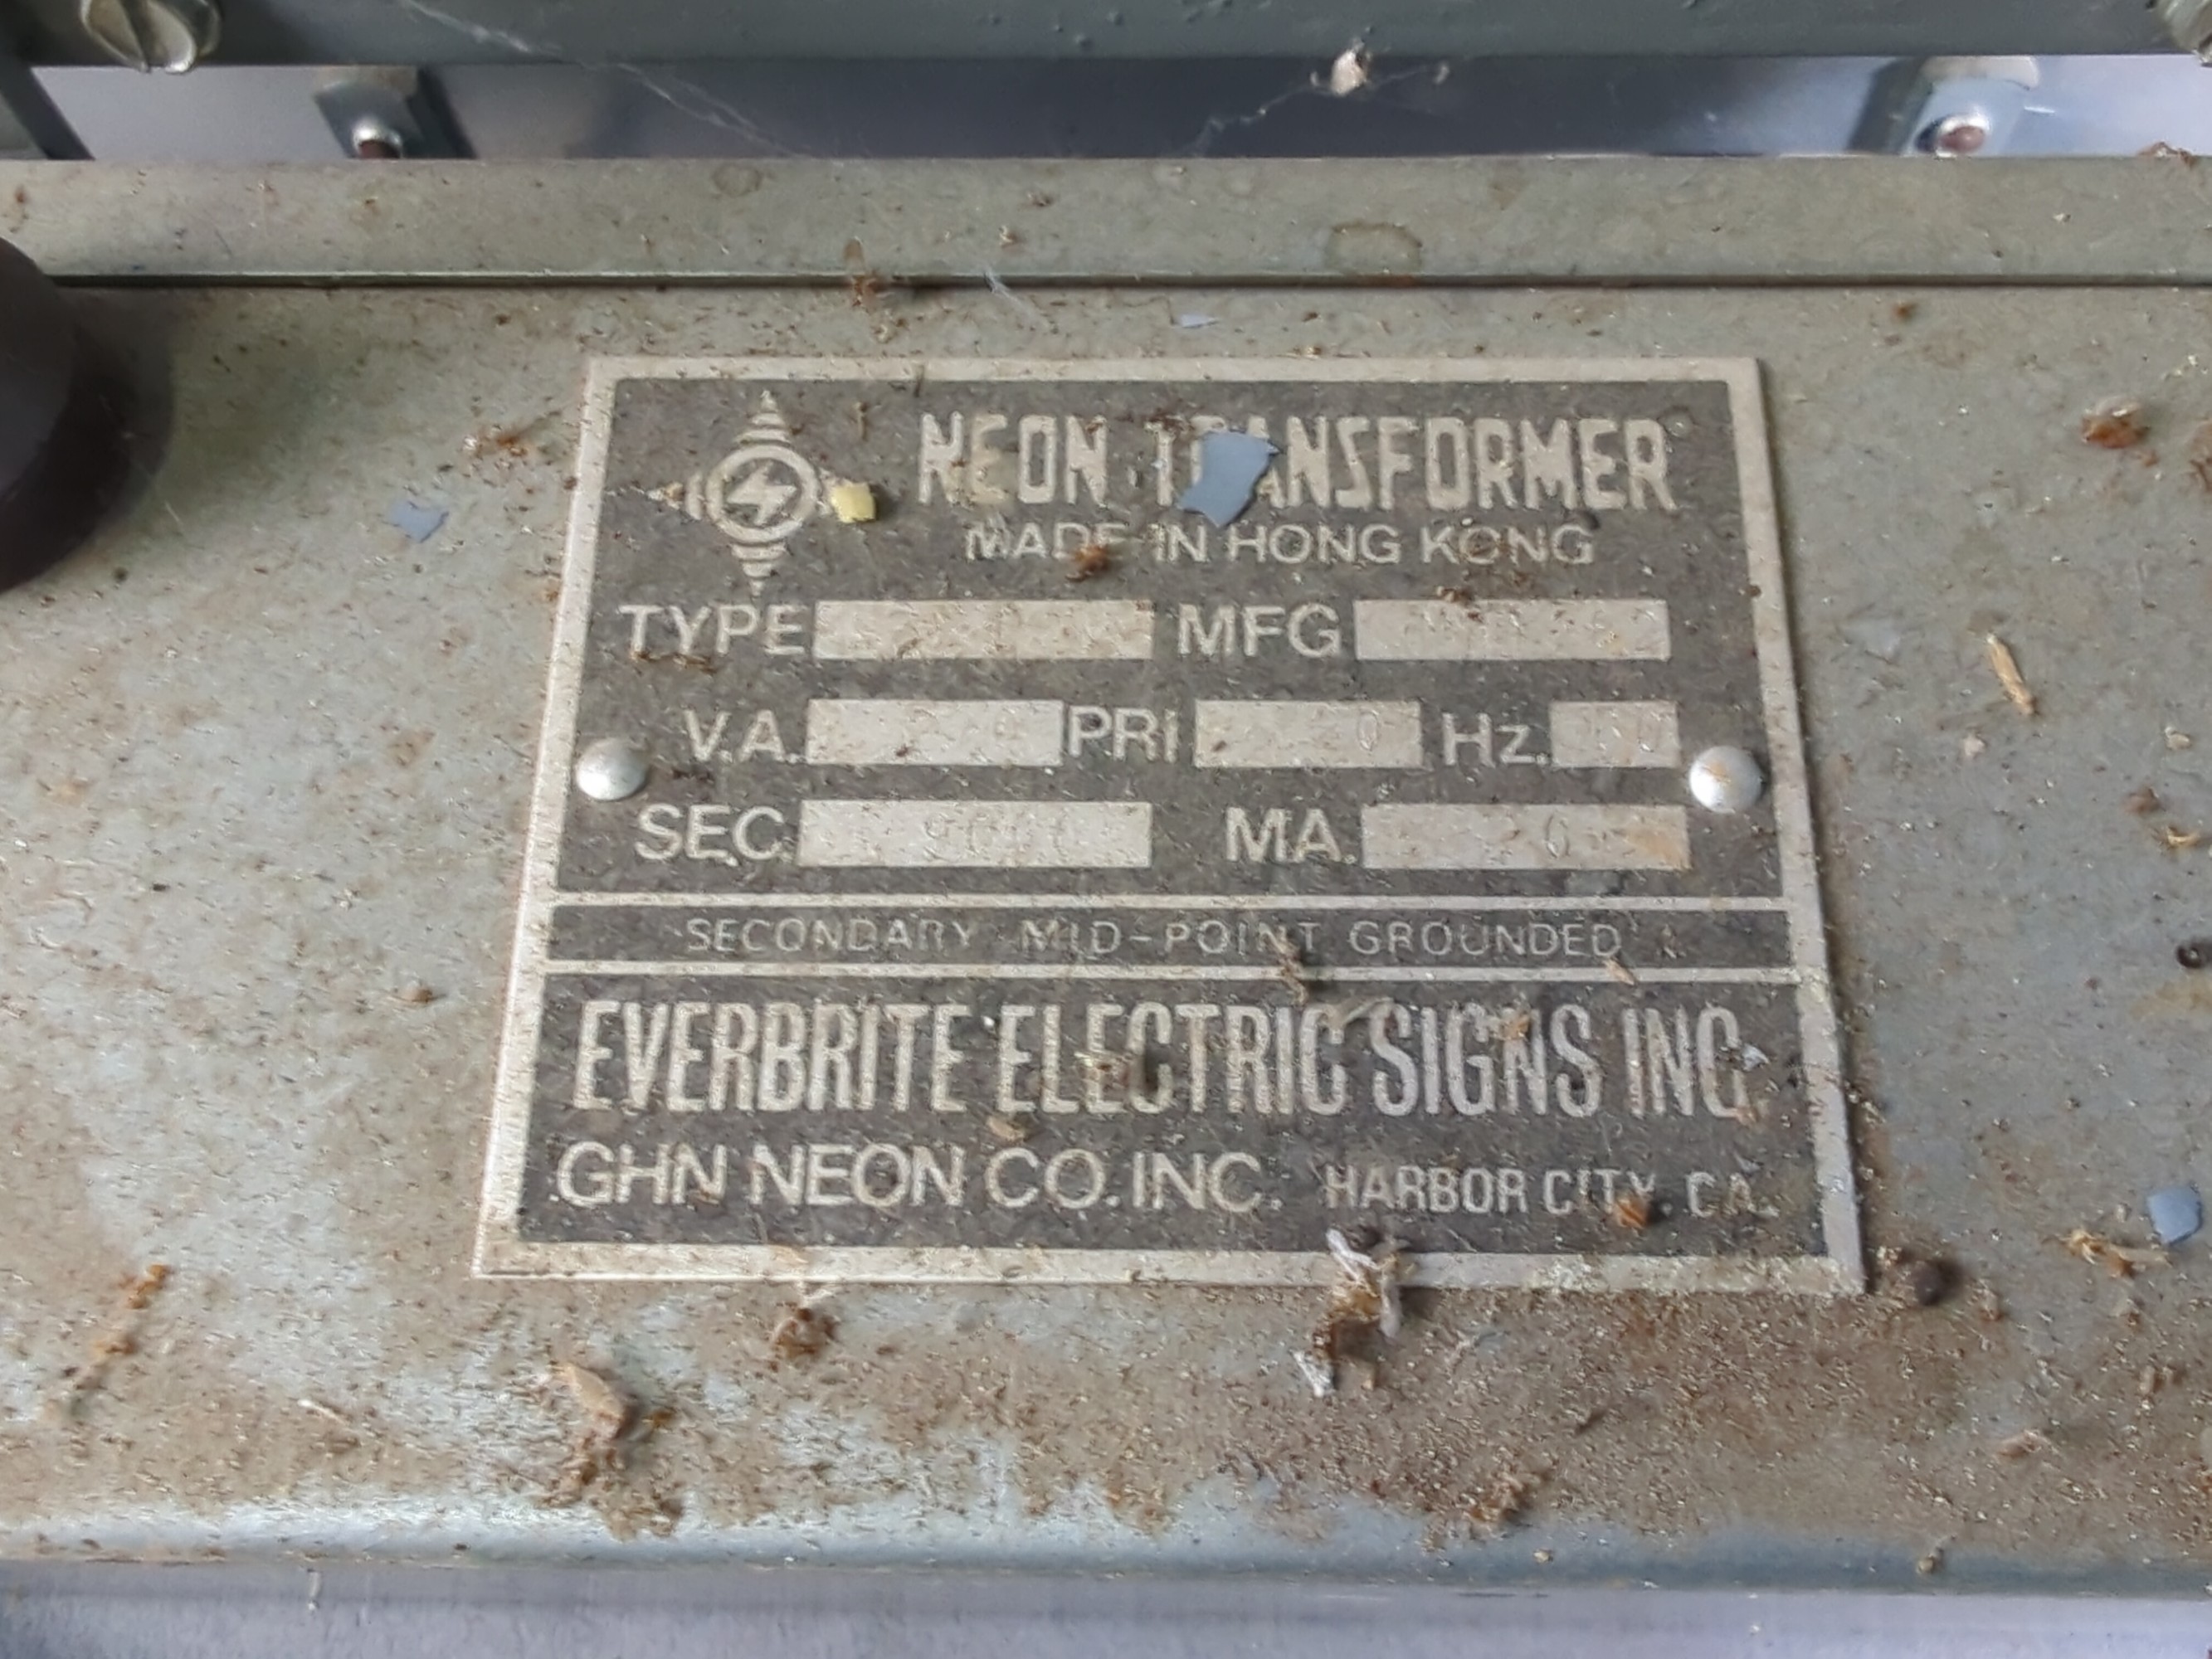 NEON TRANSFORMER
MADE IN HONG KONG
TYPE MFG
V.A. PRI Hz.
SEC. 9000 MA.
SECONDARY MID-POINT GROUNDED
EVERBRITE ELECTRIC SIGNS INC
GHN NEON CO. INC. HARBOR CITY. CA.